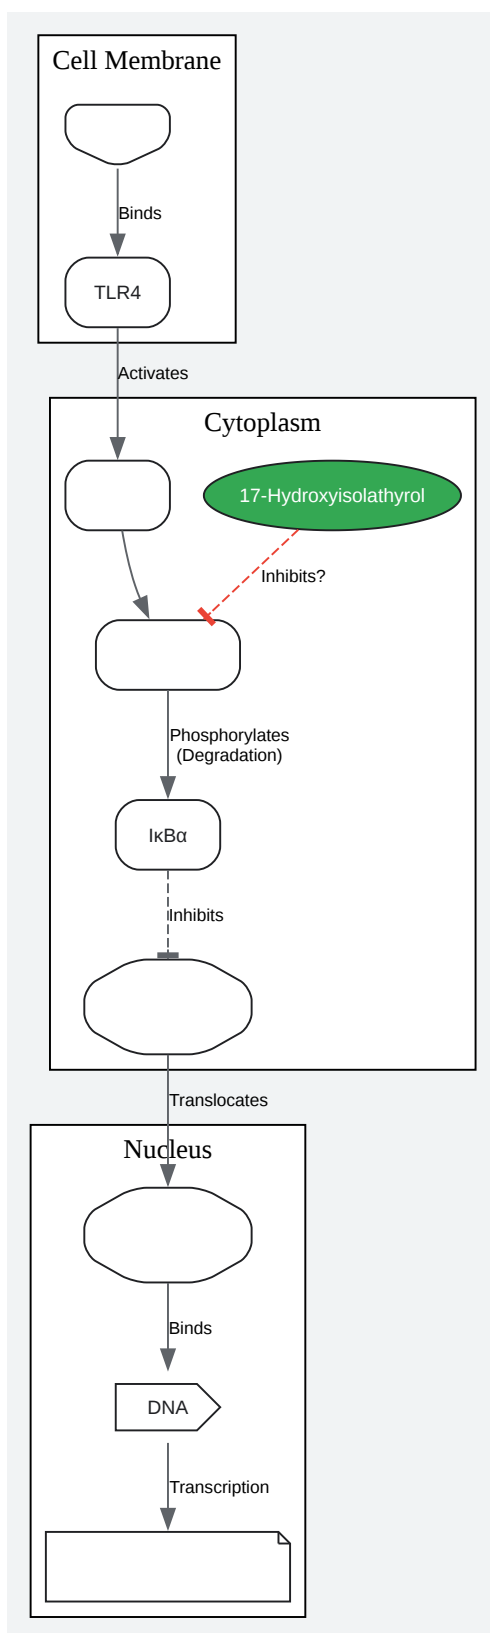 Cell Membrane
Binds
TLR4
Activates
Cytoplasm
17-Hydroxyisolathyrol
Inhibits?
Phosphorylates
(Degradation)
IκBα
Inhibits
Translocates
Nucleus
Binds
DNA
Transcription